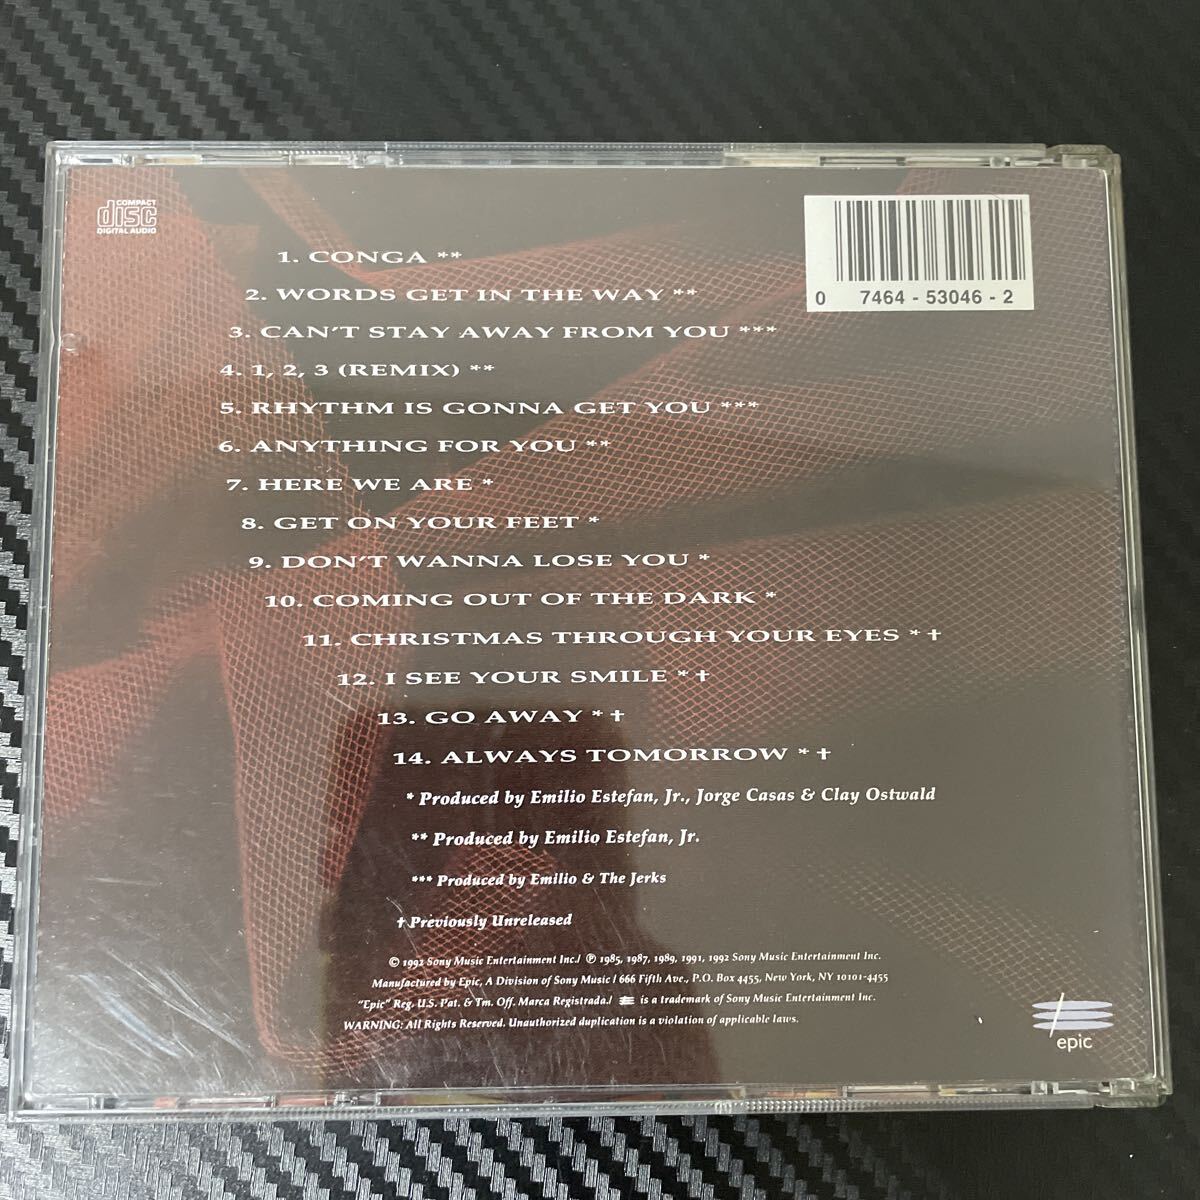 COMPACT
disc
DIGITAL AUDIO
0 7464 - 53046 - 2
1. CONGA **
2. WORDS GET IN THE WAY **
3. CAN'T STAY AWAY FROM YOU ***
4. 1, 2, 3 (REMIX) **
5. RHYTHM IS GONNA GET YOU ***
6. ANYTHING FOR YOU **
7. HERE WE ARE *
8. GET ON YOUR FEET *
9. DON'T WANNA LOSE YOU *
10. COMING OUT OF THE DARK *
11. CHRISTMAS THROUGH YOUR EYES * †
12. I SEE YOUR SMILE * †
13. GO AWAY * †
14. ALWAYS TOMORROW * †
* Produced by Emilio Estefan, Jr., Jorge Casas & Clay Ostwald
** Produced by Emilio Estefan, Jr.
*** Produced by Emilio & The Jerks
† Previously Unreleased
© 1992 Sony Music Entertainment Inc./ ℗ 1985, 1987, 1989, 1991, 1992 Sony Music Entertainment Inc.
Manufactured by Epic, A Division of Sony Music / 666 Fifth Ave., P.O. Box 4455, New York, NY 10101-4455
"Epic" Reg. U.S. Pat. & Tm. Off. Marca Registrada./ is a trademark of Sony Music Entertainment Inc.
WARNING: All Rights Reserved. Unauthorized duplication is a violation of applicable laws.
epic